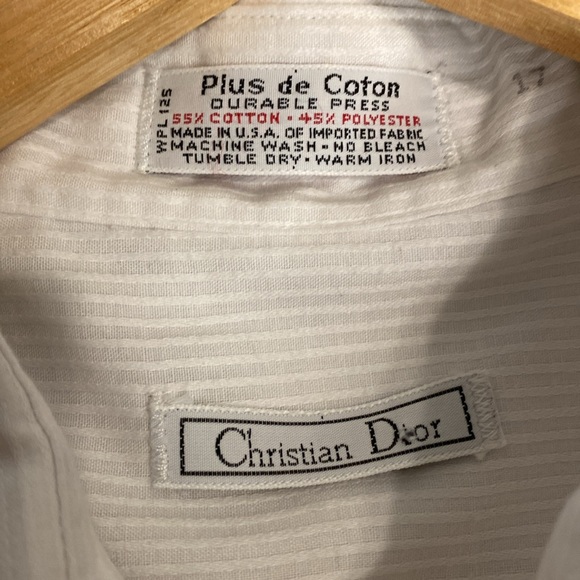 Plus de Coton
DURABLE PRESS
55% COTTON · 45% POLYESTER
MADE IN U.S.A. OF IMPORTED FABRIC
MACHINE WASH - NO BLEACH
TUMBLE DRY - WARM IRON
WPL 125
17
Christian Dior